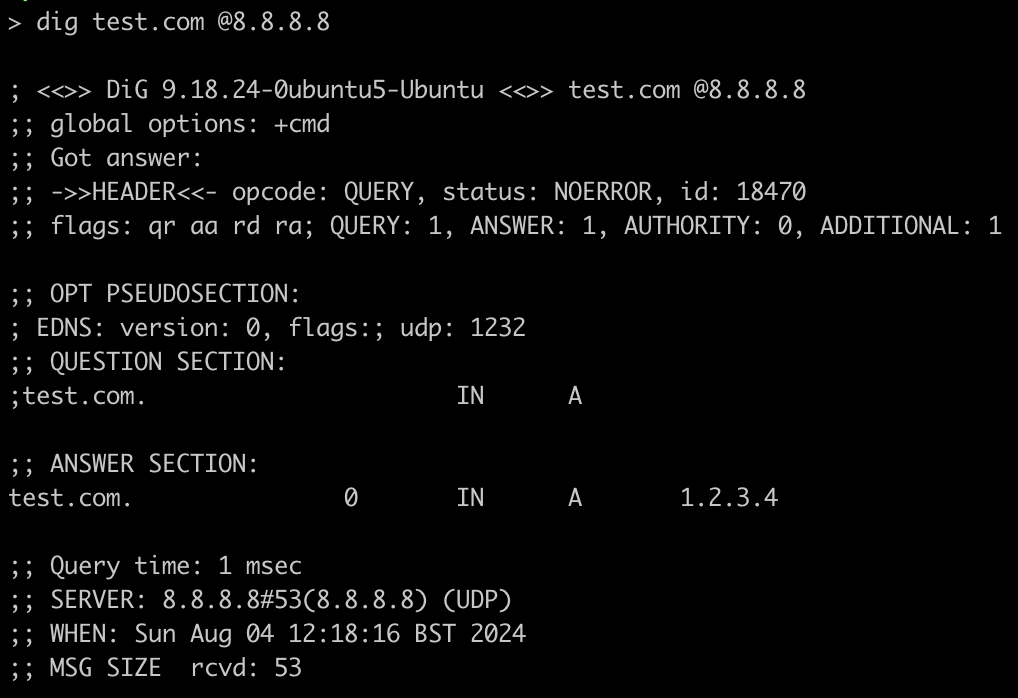 > dig test.com @8.8.8.8
; <<>> DiG 9.18.24-0ubuntu5-Ubuntu <<>> test.com @8.8.8.8
;; global options: +cmd
;; Got answer:
;; ->>HEADER<<- opcode: QUERY, status: NOERROR, id: 18470
;; flags: qr aa rd ra; QUERY: 1, ANSWER: 1, AUTHORITY: 0, ADDITIONAL: 1
;; OPT PSEUDOSECTION:
; EDNS: version: 0, flags:; udp: 1232
;; QUESTION SECTION:
;test.com. IN A
;; ANSWER SECTION:
test.com. 0 IN A 1.2.3.4
;; Query time: 1 msec
;; SERVER: 8.8.8.8#53(8.8.8.8) (UDP)
;; WHEN: Sun Aug 04 12:18:16 BST 2024
;; MSG SIZE  rcvd: 53